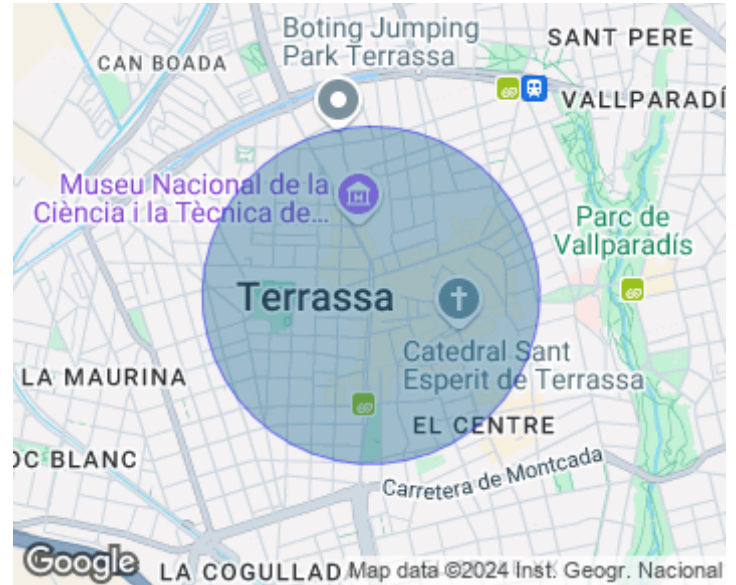 Boting Jumping
Park Terrassa
SANT PERE
CAN BOADA
VALLPARADÍ
Museu Nacional de la
Ciència i la Tècnica de...
Parc de
Vallparadís
Terrassa
Catedral Sant
Esperit de Terrassa
LA MAURINA
EL CENTRE
OC BLANC
Carretera de Montcada
Google
LA COGULLAD
Map data ©2024 Inst. Geogr. Nacional